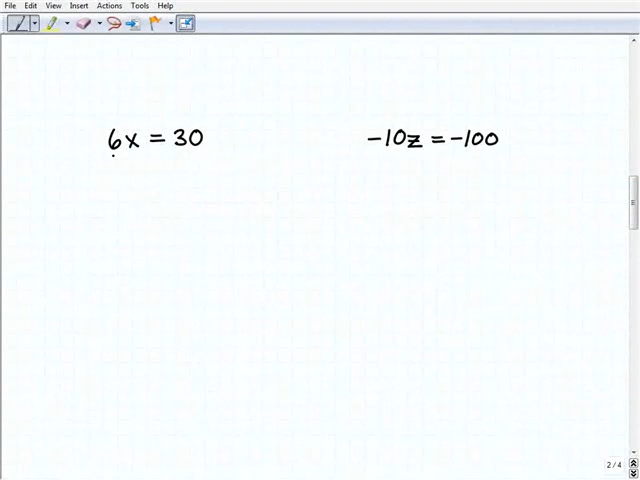 File Edit View Insert Actions Tools Help
6x = 30 -10z = -100
2 / 4